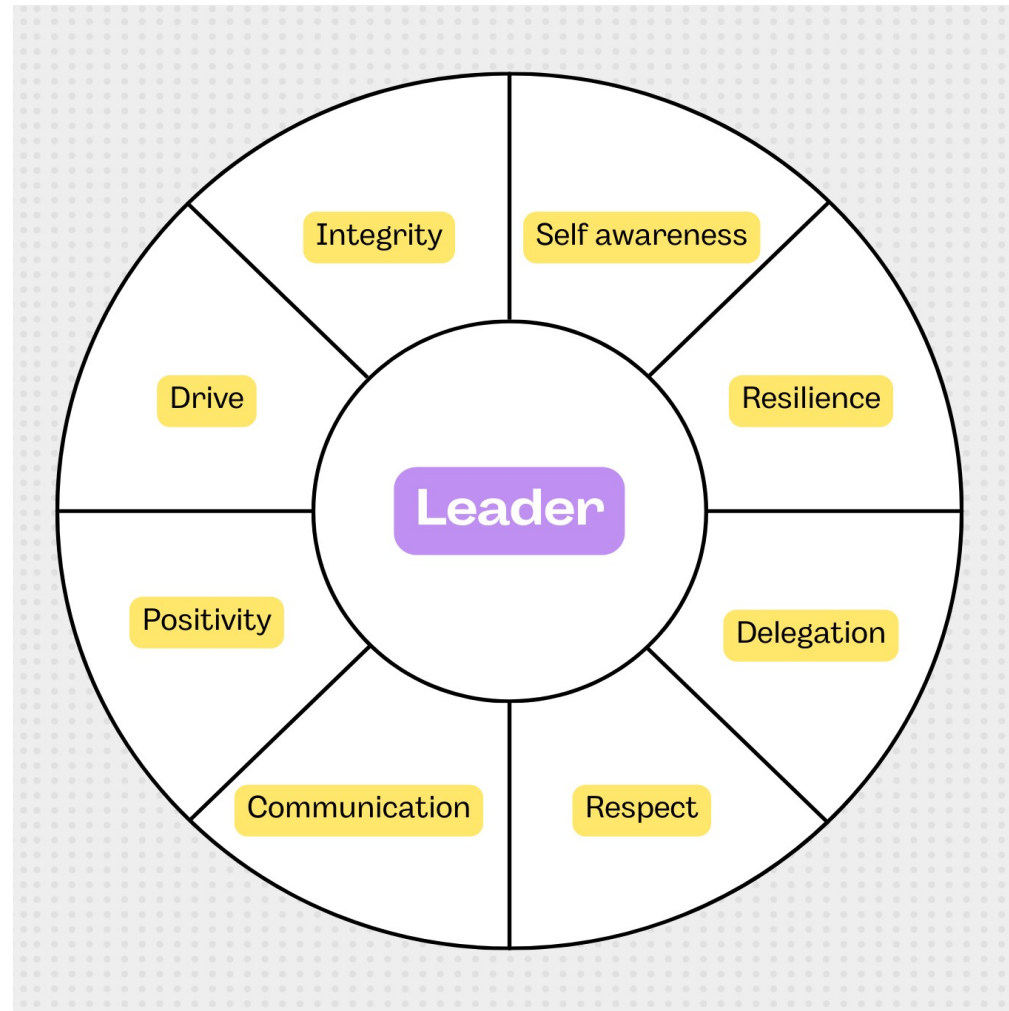 Integrity
Self awareness
Drive
Resilience
Leader
Positivity
Delegation
Communication
Respect